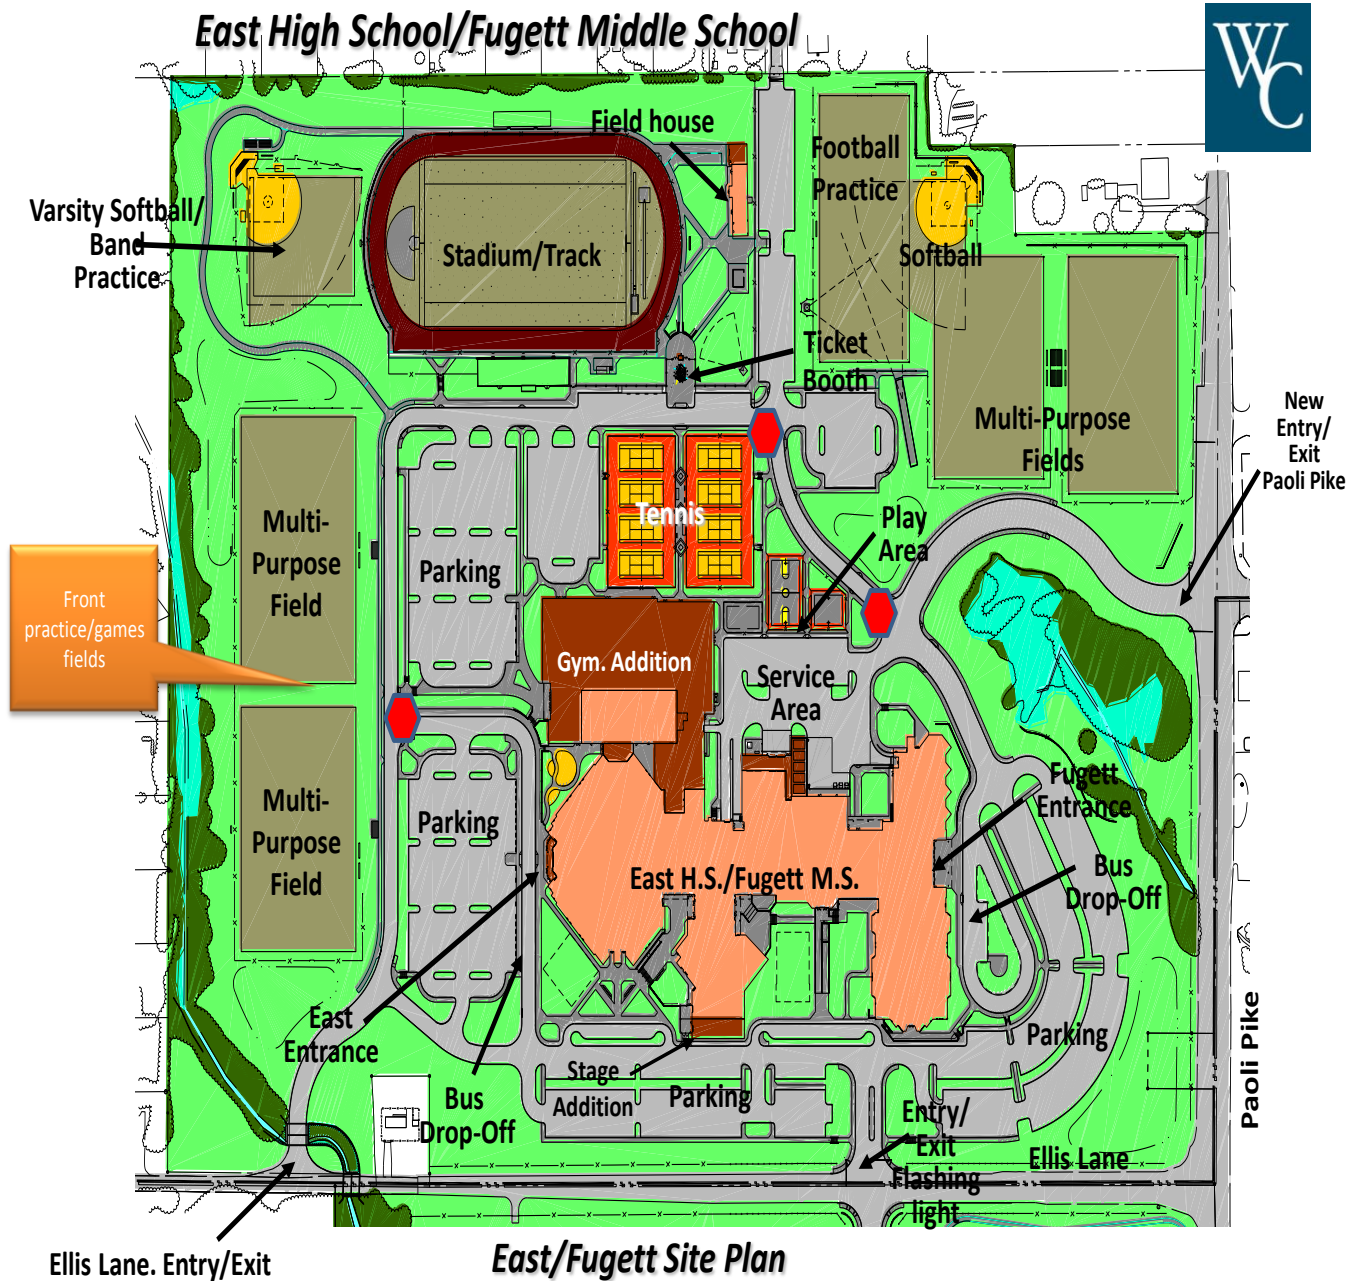 East High School/Fugett Middle School
WC
Field house
Football
Practice
Varsity Softball/
Band
Practice
Stadium/Track
Softball
Ticket
Booth
New
Entry/
Exit
Paoli Pike
Multi-Purpose
Fields
Multi-
Purpose
Field
Tennis
Play
Area
Parking
Front
practice/games
fields
Gym. Addition
Service
Area
Multi-
Purpose
Field
Parking
Fugett
Entrance
East H.S./Fugett M.S.
Bus
Drop-Off
East
Entrance
Parking
Stage
Addition
Parking
Bus
Drop-Off
Entry/
Exit
Flashing
light
Ellis Lane
Paoli Pike
Ellis Lane. Entry/Exit
East/Fugett Site Plan